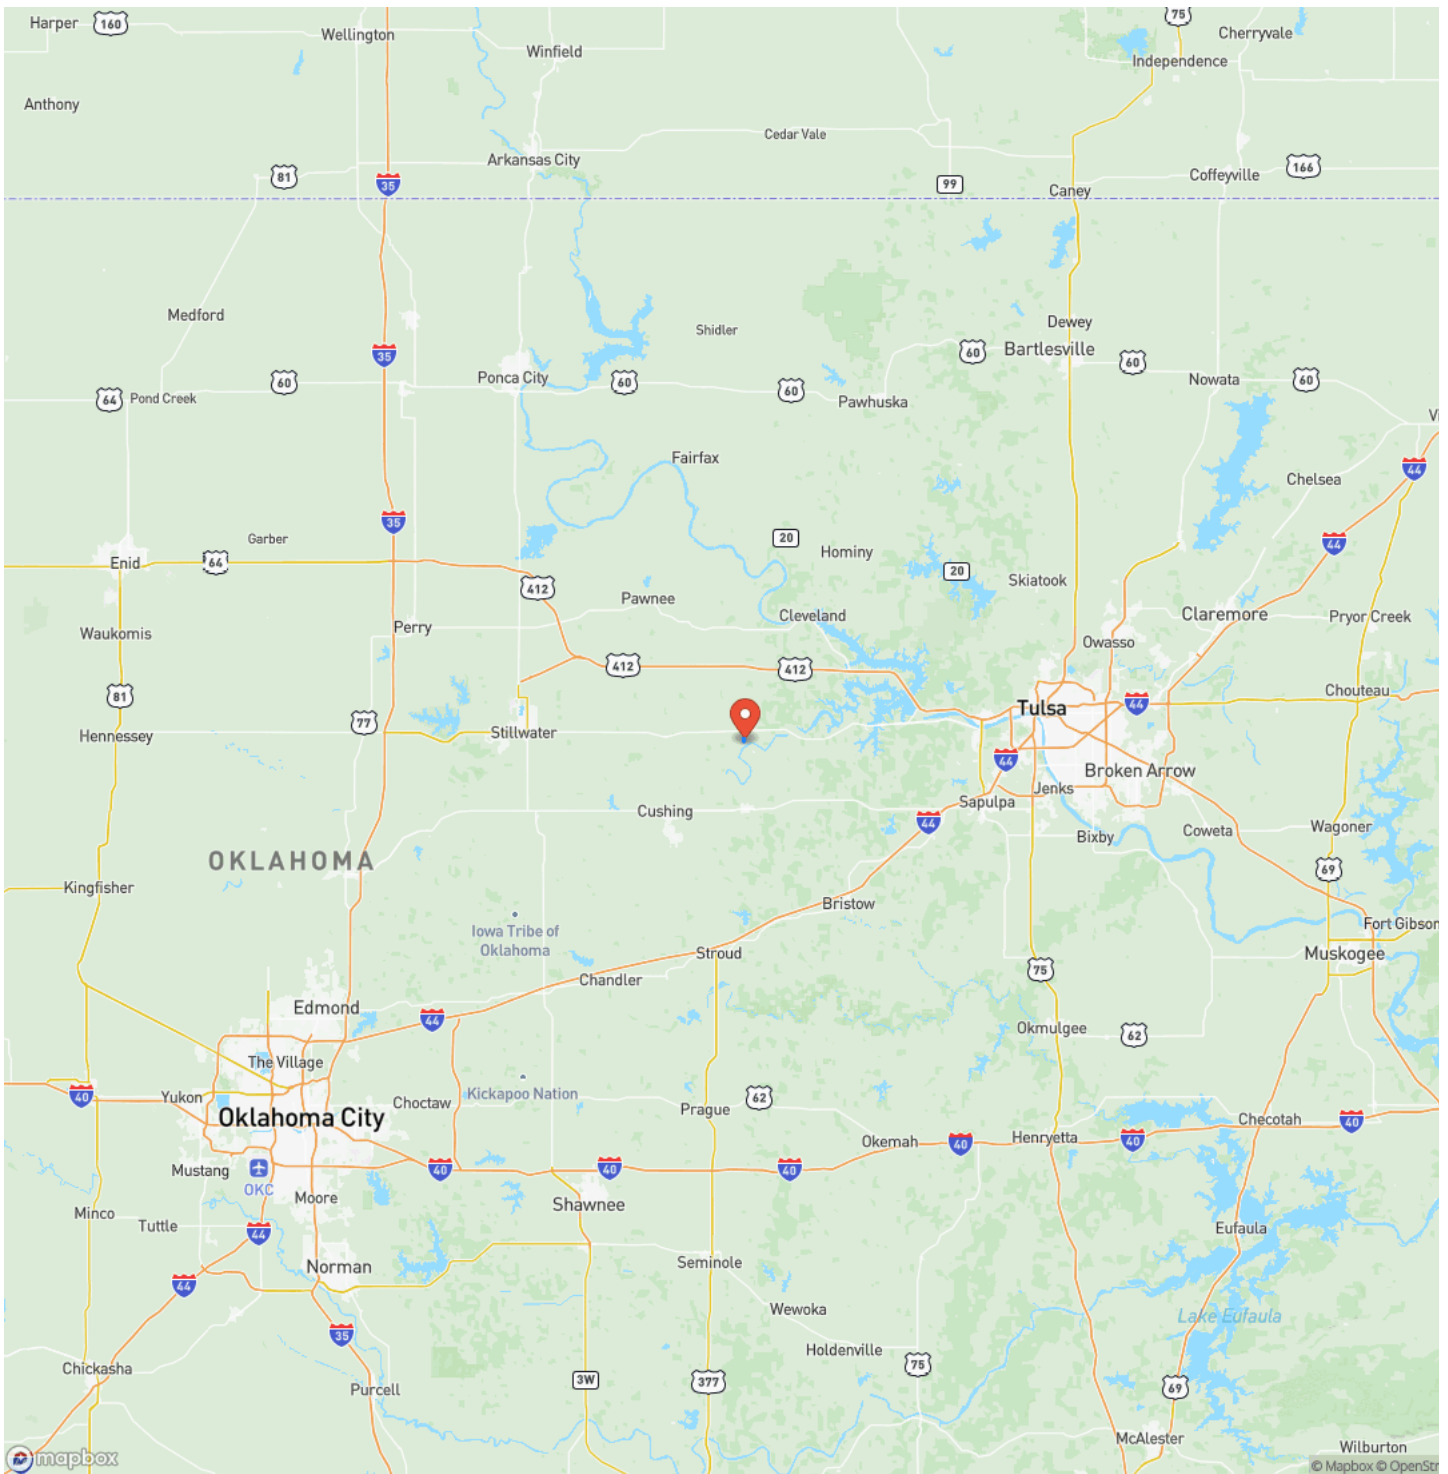 Harper
160
Wellington
Winfield
75
Cherryvale
Independence
Anthony
Cedar Vale
Arkansas City
81
35
99
Caney
Coffeyville
166
Medford
Shidler
Dewey
35
60
Ponca City
60
60
60
Bartlesville
60
Nowata
60
64
Pond Creek
Pawhuska
Vi
Fairfax
44
Chelsea
35
Garber
20
Hominy
44
Enid
64
412
20
Skiatook
Pawnee
Cleveland
Claremore
Pryor Creek
Waukomis
Perry
Owasso
412
412
81
Chouteau
44
Tulsa
77
Hennessey
Stillwater
44
Broken Arrow
Jenks
Sapulpa
Cushing
44
Bixby
Coweta
Wagoner
OKLAHOMA
69
Kingfisher
Bristow
Iowa Tribe of
Oklahoma
Fort Gibson
Stroud
Muskogee
75
Chandler
Edmond
44
Okmulgee
62
The Village
40
Yukon
Choctaw
Kickapoo Nation
62
Prague
Oklahoma City
Checotah
40
Okemah
40
Henryetta
40
Mustang
OKC
40
40
40
Moore
Shawnee
Minco
Tuttle
44
Eufaula
Norman
Seminole
44
Wewoka
Lake Eufaula
35
Holdenville
Chickasha
75
3W
377
69
Purcell
McAlester
Wilburton
mapbox
© Mapbox © OpenStr